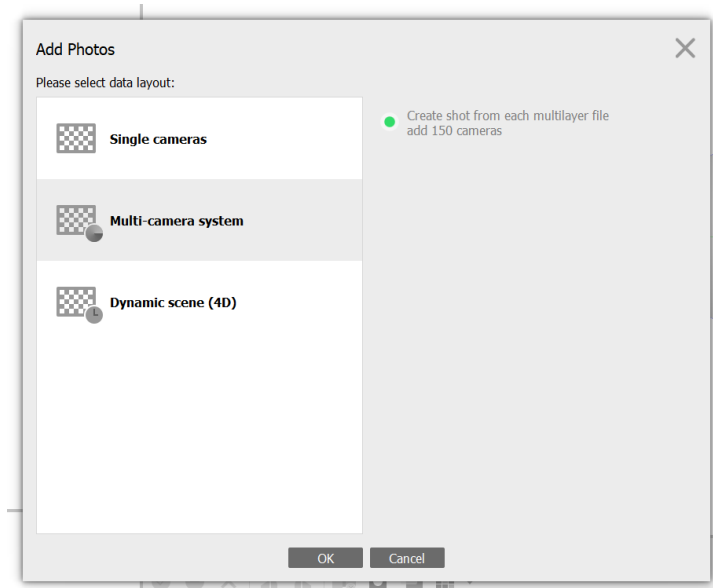 Add Photos
Please select data layout:
Single cameras
Create shot from each multilayer file
add 150 cameras
Multi-camera system
Dynamic scene (4D)
OK
Cancel